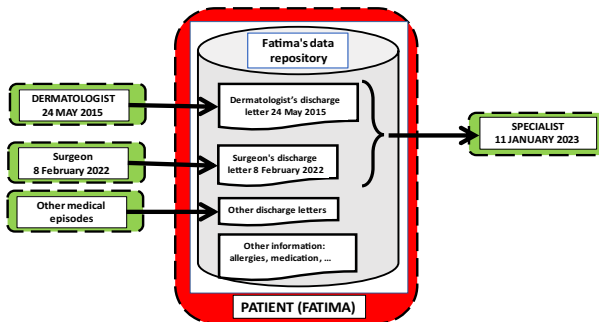 Fatima's data
repository
DERMATOLOGIST
24 MAY 2015
Dermatologist's discharge
letter 24 May 2015
SPECIALIST
11 JANUARY 2023
Surgeon
8 February 2022
Surgeon's discharge
letter 8 February 2022
Other medical
episodes
Other discharge letters
Other information:
allergies, medication, ...
PATIENT (FATIMA)